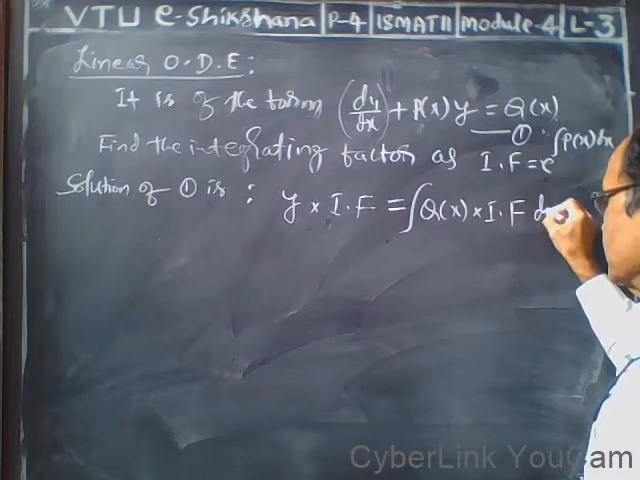 VTU e-Shikshana P-4 18MAT11 Module-4 L-3
Linear O.D.E:
It is of the form (dy/dx) + P(x) y = Q(x)
①
Find the integrating factor as I.F = e^∫P(x)dx
Solution of ① is : y × I.F = ∫Q(x) × I.F d
CyberLink YouCam